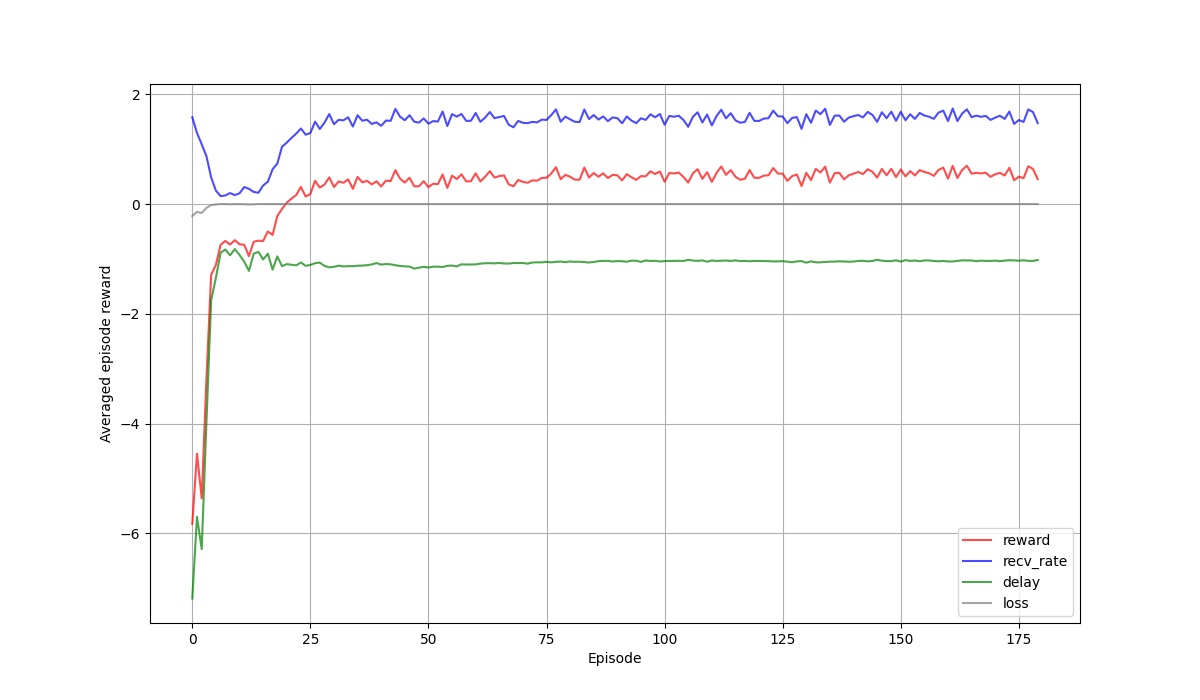 2
0
−2
−4
−6
Averaged episode reward
0
25
50
75
100
125
150
175
Episode
reward
recv_rate
delay
loss